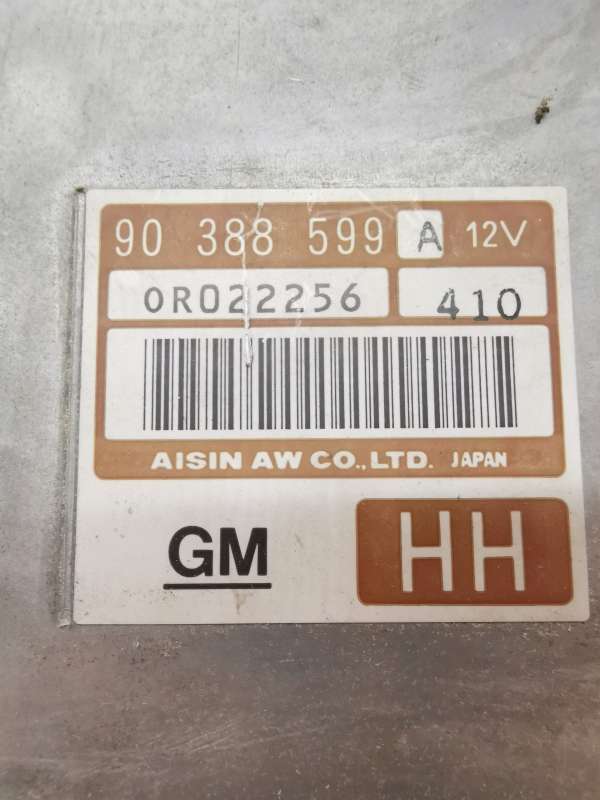 90 388 599 A 12V
0R022256 410
AISIN AW CO.,LTD. JAPAN
GM HH